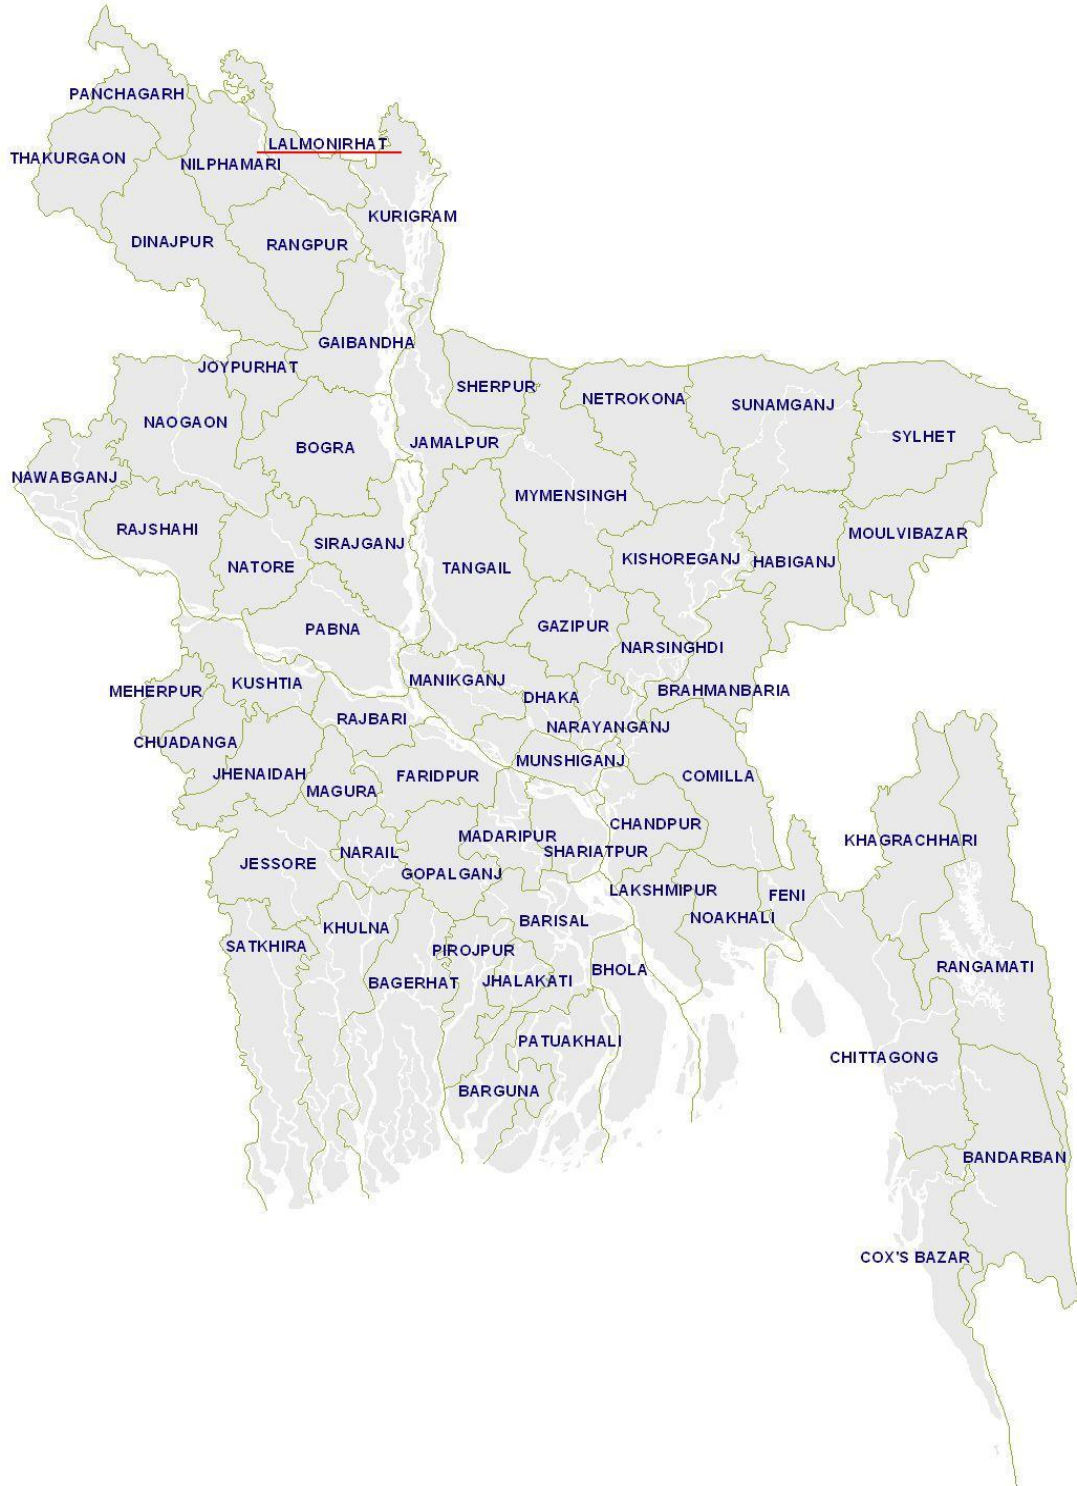 PANCHAGARH
LALMONIRHAT
THAKURGAON
NILPHAMARI
KURIGRAM
DINAJPUR
RANGPUR
GAIBANDHA
JOYPURHAT
SHERPUR
NETROKONA
SUNAMGANJ
NAOGAON
SYLHET
BOGRA
JAMALPUR
NAWABGANJ
MYMENSINGH
RAJSHAHI
MOULVIBAZAR
SIRAJGANJ
KISHOREGANJ
HABIGANJ
NATORE
TANGAIL
PABNA
GAZIPUR
NARSINGHDI
MEHERPUR
KUSHTIA
MANIKGANJ
BRAHMANBARIA
DHAKA
RAJBARI
NARAYANGANJ
CHUADANGA
MUNSHIGANJ
JHENAIDAH
FARIDPUR
COMILLA
MAGURA
CHANDPUR
MADARIPUR
KHAGRACHHARI
JESSORE
NARAIL
SHARIATPUR
GOPALGANJ
LAKSHMIPUR
FENI
NOAKHALI
BARISAL
KHULNA
SATKHIRA
PIROJPUR
RANGAMATI
BHOLA
BAGERHAT
JHALAKATI
PATUAKHALI
CHITTAGONG
BARGUNA
BANDARBAN
COX'S BAZAR